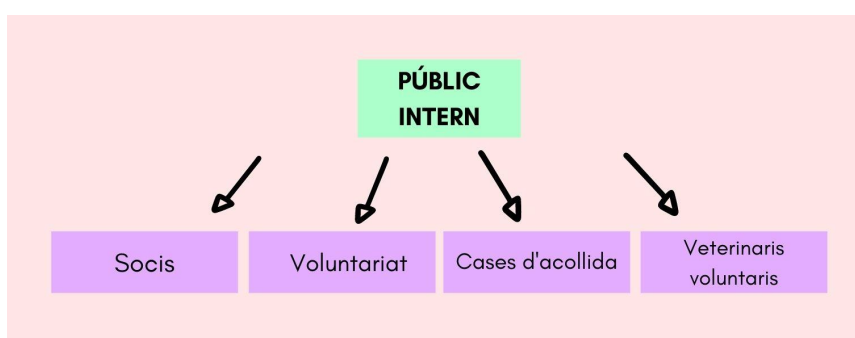 PÚBLIC
INTERN
Socis
Voluntariat
Cases d'acollida
Veterinaris
voluntaris